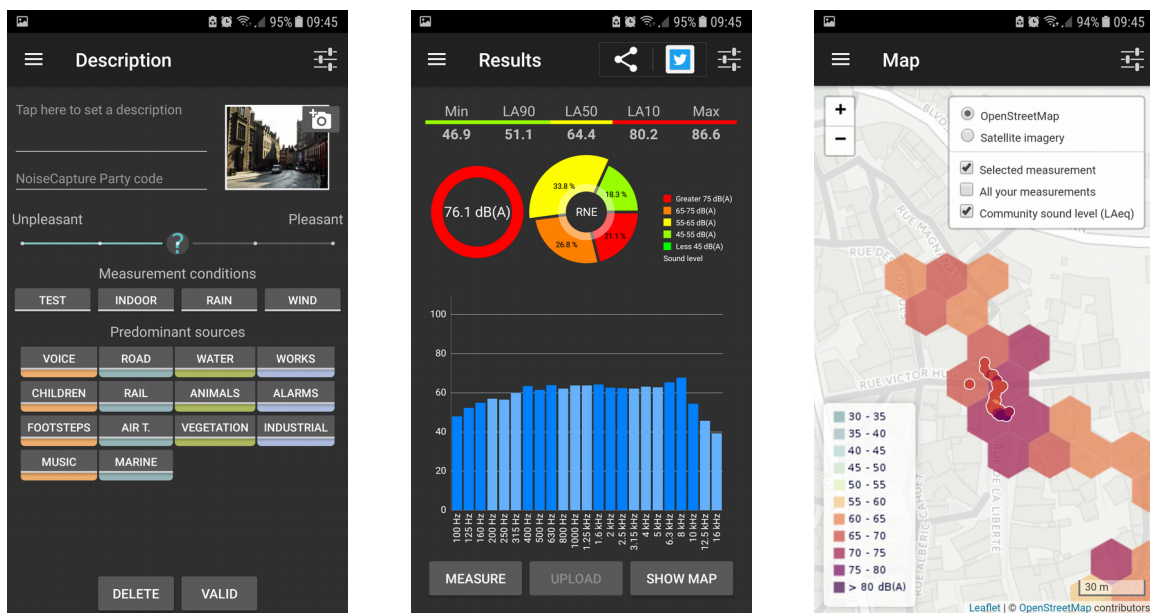 95% 09:45
Description
Tap here to set a description
NoiseCapture Party code
Unpleasant Pleasant
?
Measurement conditions
TEST INDOOR RAIN WIND
Predominant sources
VOICE ROAD WATER WORKS
CHILDREN RAIL ANIMALS ALARMS
FOOTSTEPS AIR T. VEGETATION INDUSTRIAL
MUSIC MARINE
DELETE VALID
95% 09:45
Results
Min LA90 LA50 LA10 Max
46.9 51.1 64.4 80.2 86.6
76.1 dB(A)
33.8 %
18.3 %
RNE
26.8 %
21.1 %
Greater 75 dB(A)
65-75 dB(A)
55-65 dB(A)
45-55 dB(A)
Less 45 dB(A)
Sound level
100
80
60
40
20
0
100 Hz
125 Hz
160 Hz
200 Hz
250 Hz
315 Hz
400 Hz
500 Hz
630 Hz
800 Hz
1000 Hz
1.25 kHz
1.6 kHz
2 kHz
2.5 kHz
3.15 kHz
4 kHz
5 kHz
6.3 kHz
8 kHz
10 kHz
12.5 kHz
16 kHz
MEASURE UPLOAD SHOW MAP
94% 09:45
Map
+
−
OpenStreetMap
Satellite imagery
Selected measurement
All your measurements
Community sound level (LAeq)
RUE VICTOR HU
RUE ALBÉRIC CAHUET
DE LA LIBERTÉ
30 - 35
35 - 40
40 - 45
45 - 50
50 - 55
55 - 60
60 - 65
65 - 70
70 - 75
75 - 80
> 80 dB(A)
30 m
Leaflet | © OpenStreetMap contributors